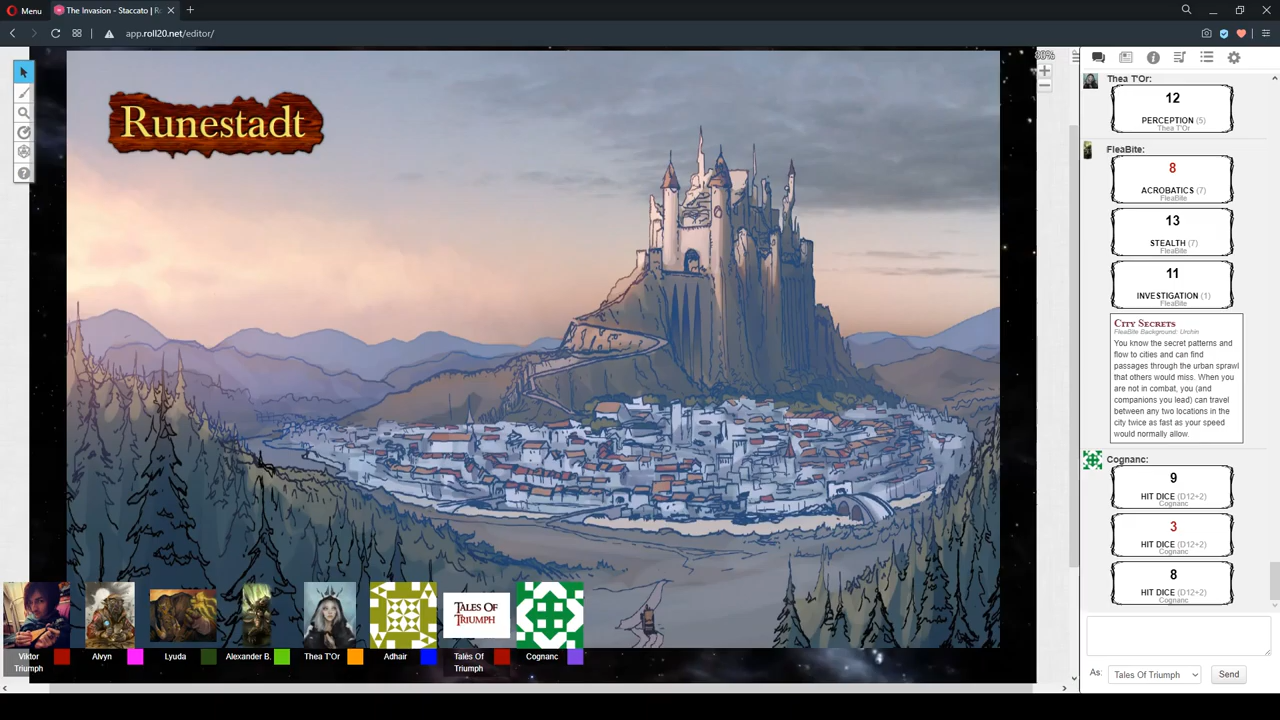 Menu
The Invasion - Staccato | Ro
app.roll20.net/editor/
Runestadt
Thea T'Or:
12
PERCEPTION (5)
Thea T'Or
FleaBite:
8
ACROBATICS (7)
FleaBite
13
STEALTH (7)
FleaBite
11
INVESTIGATION (1)
FleaBite
City Secrets
FleaBite Background: Urchin
You know the secret patterns and
flow to cities and can find
passages through the urban sprawl
that others would miss. When you
are not in combat, you (and
companions you lead) can travel
between any two locations in the
city twice as fast as your speed
would normally allow.
Cognanc:
9
HIT DICE (D12+2)
Cognanc
3
HIT DICE (D12+2)
Cognanc
8
HIT DICE (D12+2)
Cognanc
TALES OF
TRIUMPH
Viktor
Triumph
Alvyn
Lyuda
Alexander B.
Thea T'Or
Adhair
Tales Of
Triumph
Cognanc
As:
Tales Of Triumph
Send